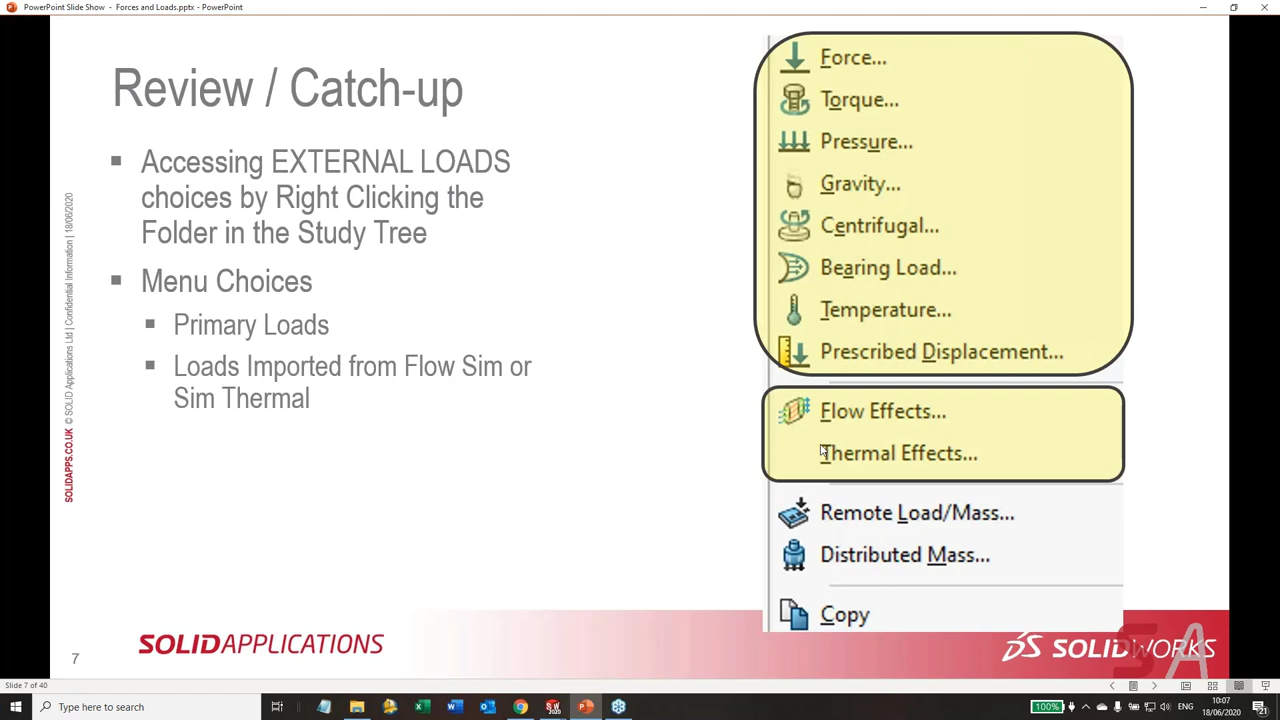 PowerPoint Slide Show - Forces and Loads.pptx - PowerPoint
Review / Catch-up
▪ Accessing EXTERNAL LOADS
choices by Right Clicking the
Folder in the Study Tree
▪ Menu Choices
▪ Primary Loads
▪ Loads Imported from Flow Sim or
Sim Thermal
SOLIDAPPS.CO.UK © SOLID Applications Ltd | Confidential Information | 18/06/2020
Force...
Torque...
Pressure...
Gravity...
Centrifugal...
Bearing Load...
Temperature...
Prescribed Displacement...
Flow Effects...
Thermal Effects...
Remote Load/Mass...
Distributed Mass...
Copy
7
SOLIDAPPLICATIONS
SOLIDWORKS
SA
Slide 7 of 40
Type here to search
SW
2020
100%
ENG
10:07
18/06/2020
21